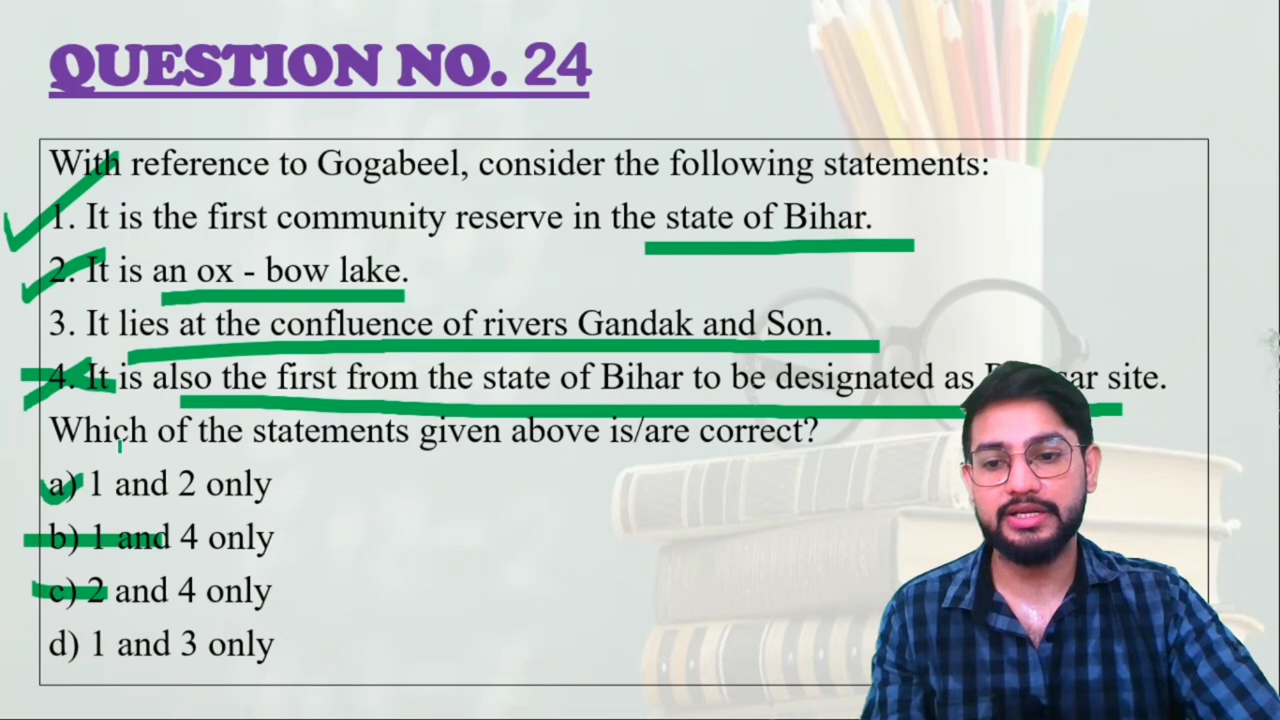 QUESTION NO. 24
With reference to Gogabeel, consider the following statements:
1. It is the first community reserve in the state of Bihar.
2. It is an ox - bow lake.
3. It lies at the confluence of rivers Gandak and Son.
4. It is also the first from the state of Bihar to be designated as site.
Which of the statements given above is/are correct?
a) 1 and 2 only
b) 1 and 4 only
c) 2 and 4 only
d) 1 and 3 only